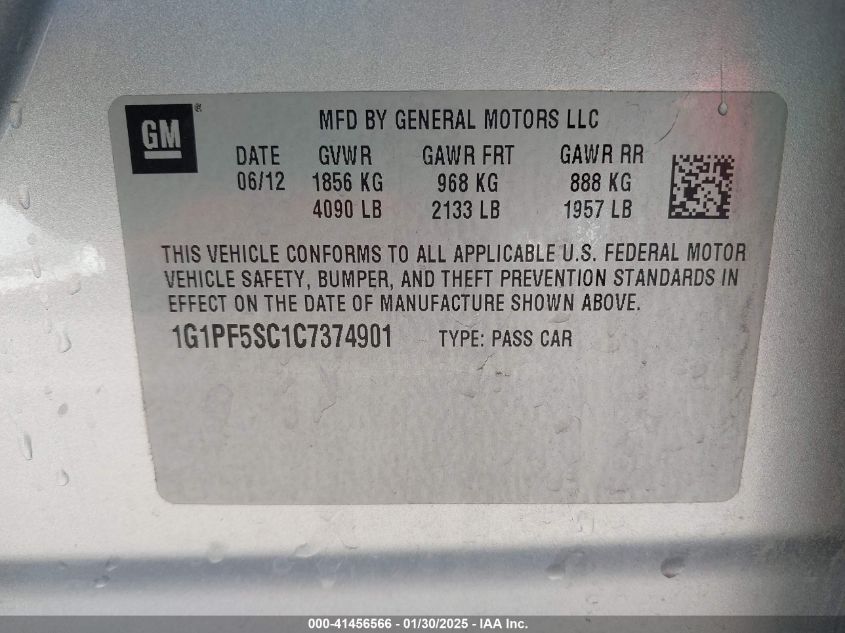 GM®
MFD BY GENERAL MOTORS LLC
DATE GVWR GAWR FRT GAWR RR
06/12 1856 KG 968 KG 888 KG
4090 LB 2133 LB 1957 LB
THIS VEHICLE CONFORMS TO ALL APPLICABLE U.S. FEDERAL MOTOR
VEHICLE SAFETY, BUMPER, AND THEFT PREVENTION STANDARDS IN
EFFECT ON THE DATE OF MANUFACTURE SHOWN ABOVE.
1G1PF5SC1C7374901 TYPE: PASS CAR
000-41456566 | 01/30/2025 - IAA Inc.